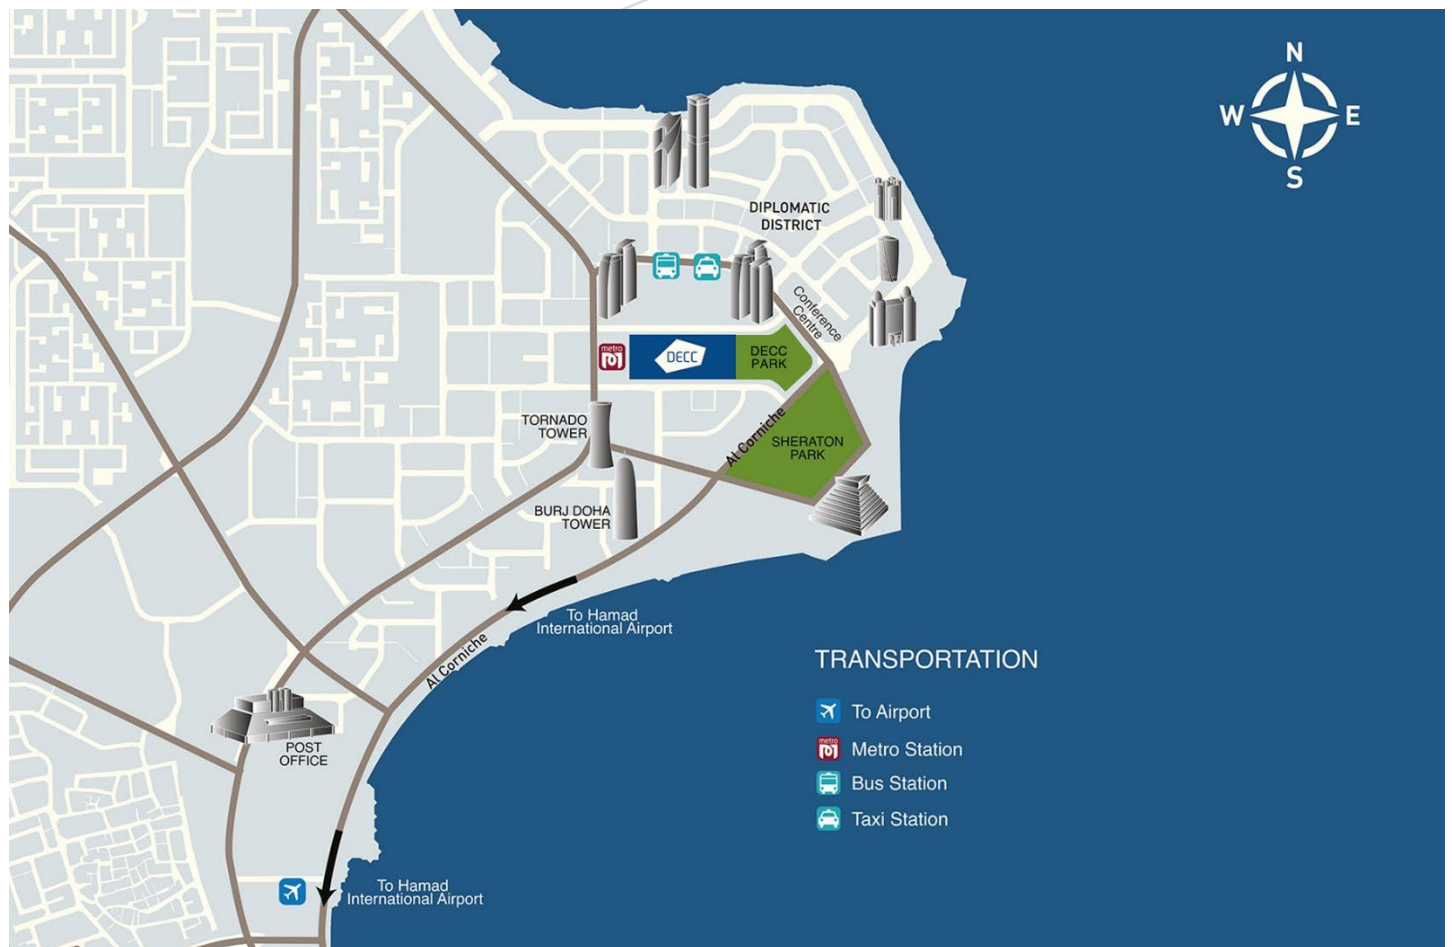 N
W
E
S
DIPLOMATIC
DISTRICT
Conference
Centre
metro
DECC
DECC
PARK
TORNADO
TOWER
Al Corniche
SHERATON
PARK
BURJ DOHA
TOWER
To Hamad
International Airport
Al Corniche
POST
OFFICE
To Hamad
International Airport
TRANSPORTATION
To Airport
metro
Metro Station
Bus Station
Taxi Station